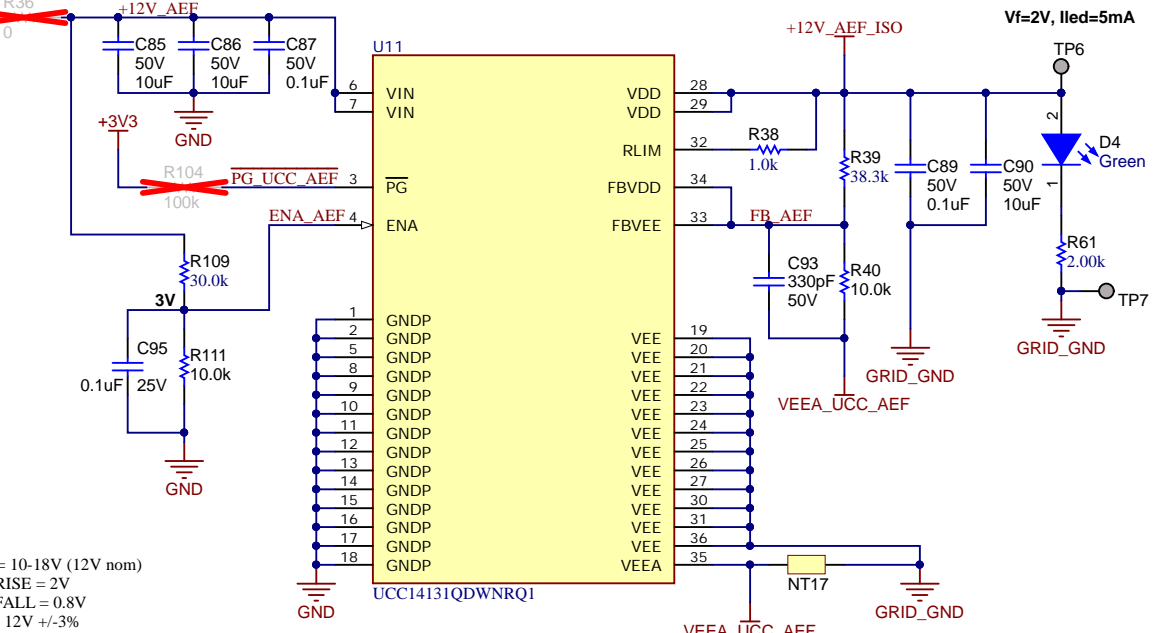 R36
0
+12V_AEF
C85
50V
10uF
C86
50V
10uF
C87
50V
0.1uF
GND
+3V3
R104
100k
PG_UCC_AEF
ENA_AEF
R109
30.0k
3V
C95
0.1uF 25V
R111
10.0k
GND
U11
6 VIN
7 VIN
3 PG
4 ENA
1 GNDP
2 GNDP
5 GNDP
8 GNDP
9 GNDP
10 GNDP
11 GNDP
12 GNDP
13 GNDP
14 GNDP
15 GNDP
16 GNDP
17 GNDP
18 GNDP
GND
VDD 28
VDD 29
RLIM 32
FBVDD 34
FBVEE 33
VEE 19
VEE 20
VEE 21
VEE 22
VEE 23
VEE 24
VEE 25
VEE 26
VEE 27
VEE 30
VEE 31
VEE 36
VEEA 35
UCC14131QDWNRQ1
+12V_AEF_ISO
R38
1.0k
R39
38.3k
FB_AEF
C93
330pF
50V
R40
10.0k
VEEA_UCC_AEF
C89
50V
0.1uF
C90
50V
10uF
GRID_GND
Vf=2V, Iled=5mA
TP6
2
D4
Green
1
R61
2.00k
TP7
GRID_GND
NT17
GRID_GND
VEEA_UCC_AEF
= 10-18V (12V nom)
RISE = 2V
FALL = 0.8V
12V +/-3%